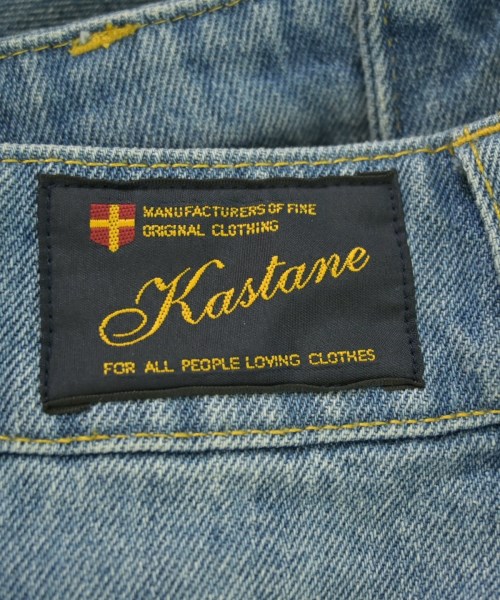 MANUFACTURERS OF FINE
ORIGINAL CLOTHING
Kastane
FOR ALL PEOPLE LOVING CLOTHES